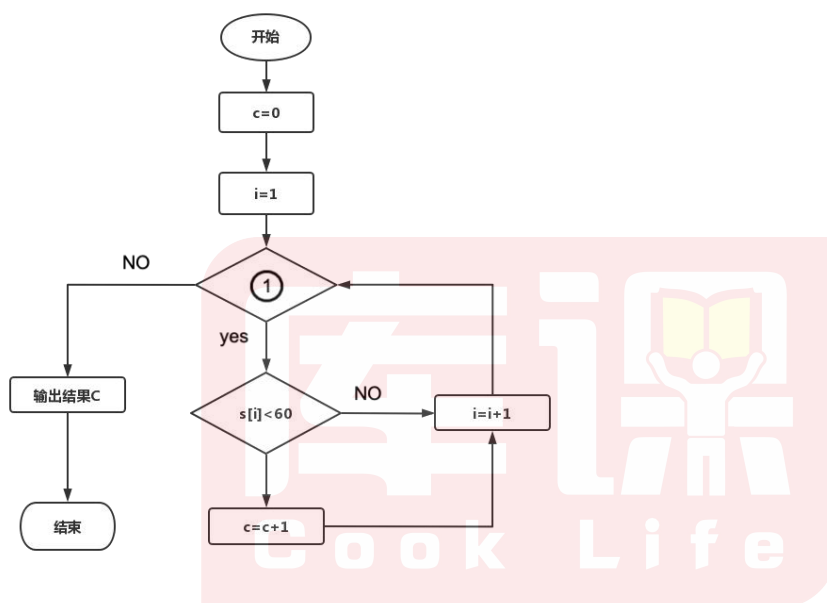 开始
c=0
i=1
NO
①
yes
输出结果C
s[i]<60
NO
i=i+1
结束
c=c+1
库课
Cook Life